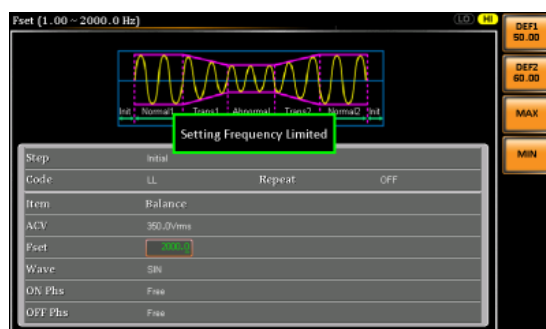 Fset (1.00 ~ 2000.0 Hz)
LO HI
DEF1
50.00
DEF2
60.00
MAX
MIN
Init Normal1 Trans1 Abnormal Trans2 Normal2 Init
Setting Frequency Limited
Step Initial
Code LL Repeat OFF
Item Balance
ACV 350.0Vrms
Fset 2000.0
Wave SIN
ON Phs Free
OFF Phs Free